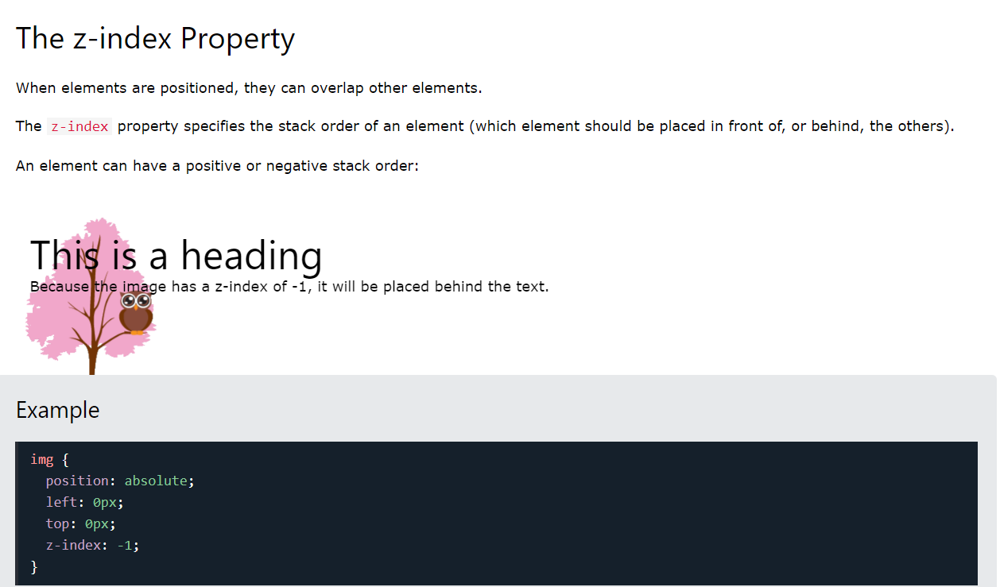 The z-index Property
When elements are positioned, they can overlap other elements.
The z-index property specifies the stack order of an element (which element should be placed in front of, or behind, the others).
An element can have a positive or negative stack order:
This is a heading
Because the image has a z-index of -1, it will be placed behind the text.
Example
img {
  position: absolute;
  left: 0px;
  top: 0px;
  z-index: -1;
}